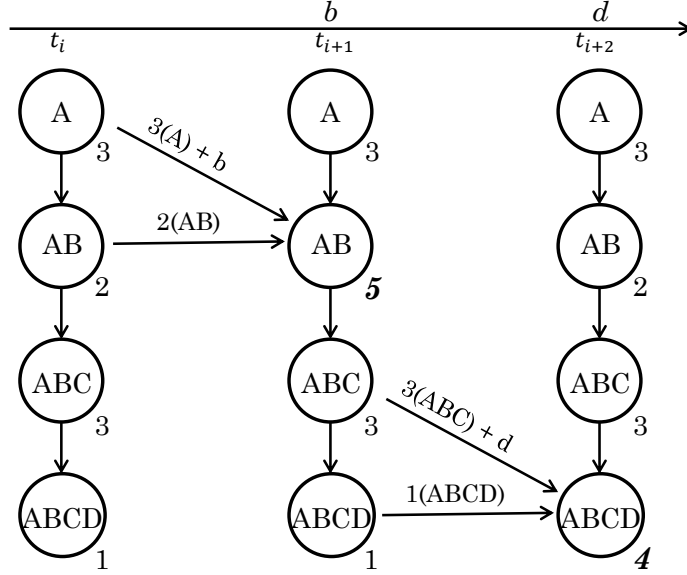 b d
t_i t_{i+1} t_{i+2}
A A A
3 3 3
3(A) + b
2(AB)
AB AB AB
2 5 2
ABC ABC ABC
3 3 3
3(ABC) + d
1(ABCD)
ABCD ABCD ABCD
1 1 4